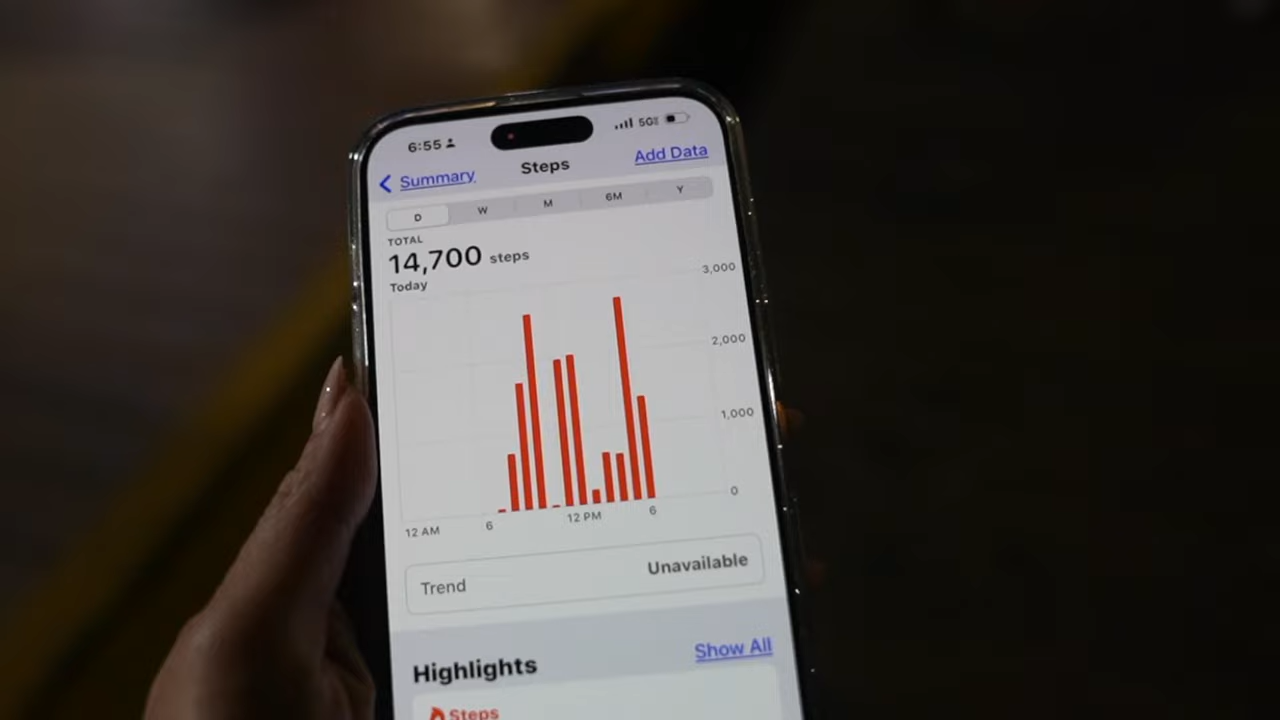 6:55 5G
Summary Steps Add Data
D W M 6M Y
TOTAL
14,700 steps
Today
3,000
2,000
1,000
0
12 AM 6 12 PM 6
Trend Unavailable
Highlights Show All
Steps